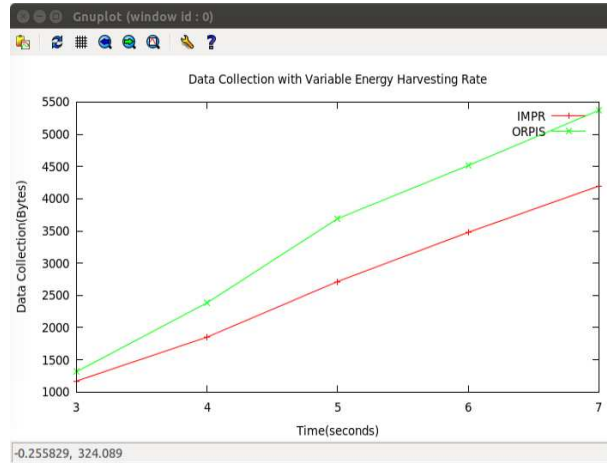 Gnuplot (window id : 0)
?
Data Collection with Variable Energy Harvesting Rate
IMPR
ORPIS
Data Collection(Bytes)
5500
5000
4500
4000
3500
3000
2500
2000
1500
1000
3 4 5 6 7
Time(seconds)
-0.255829, 324.089